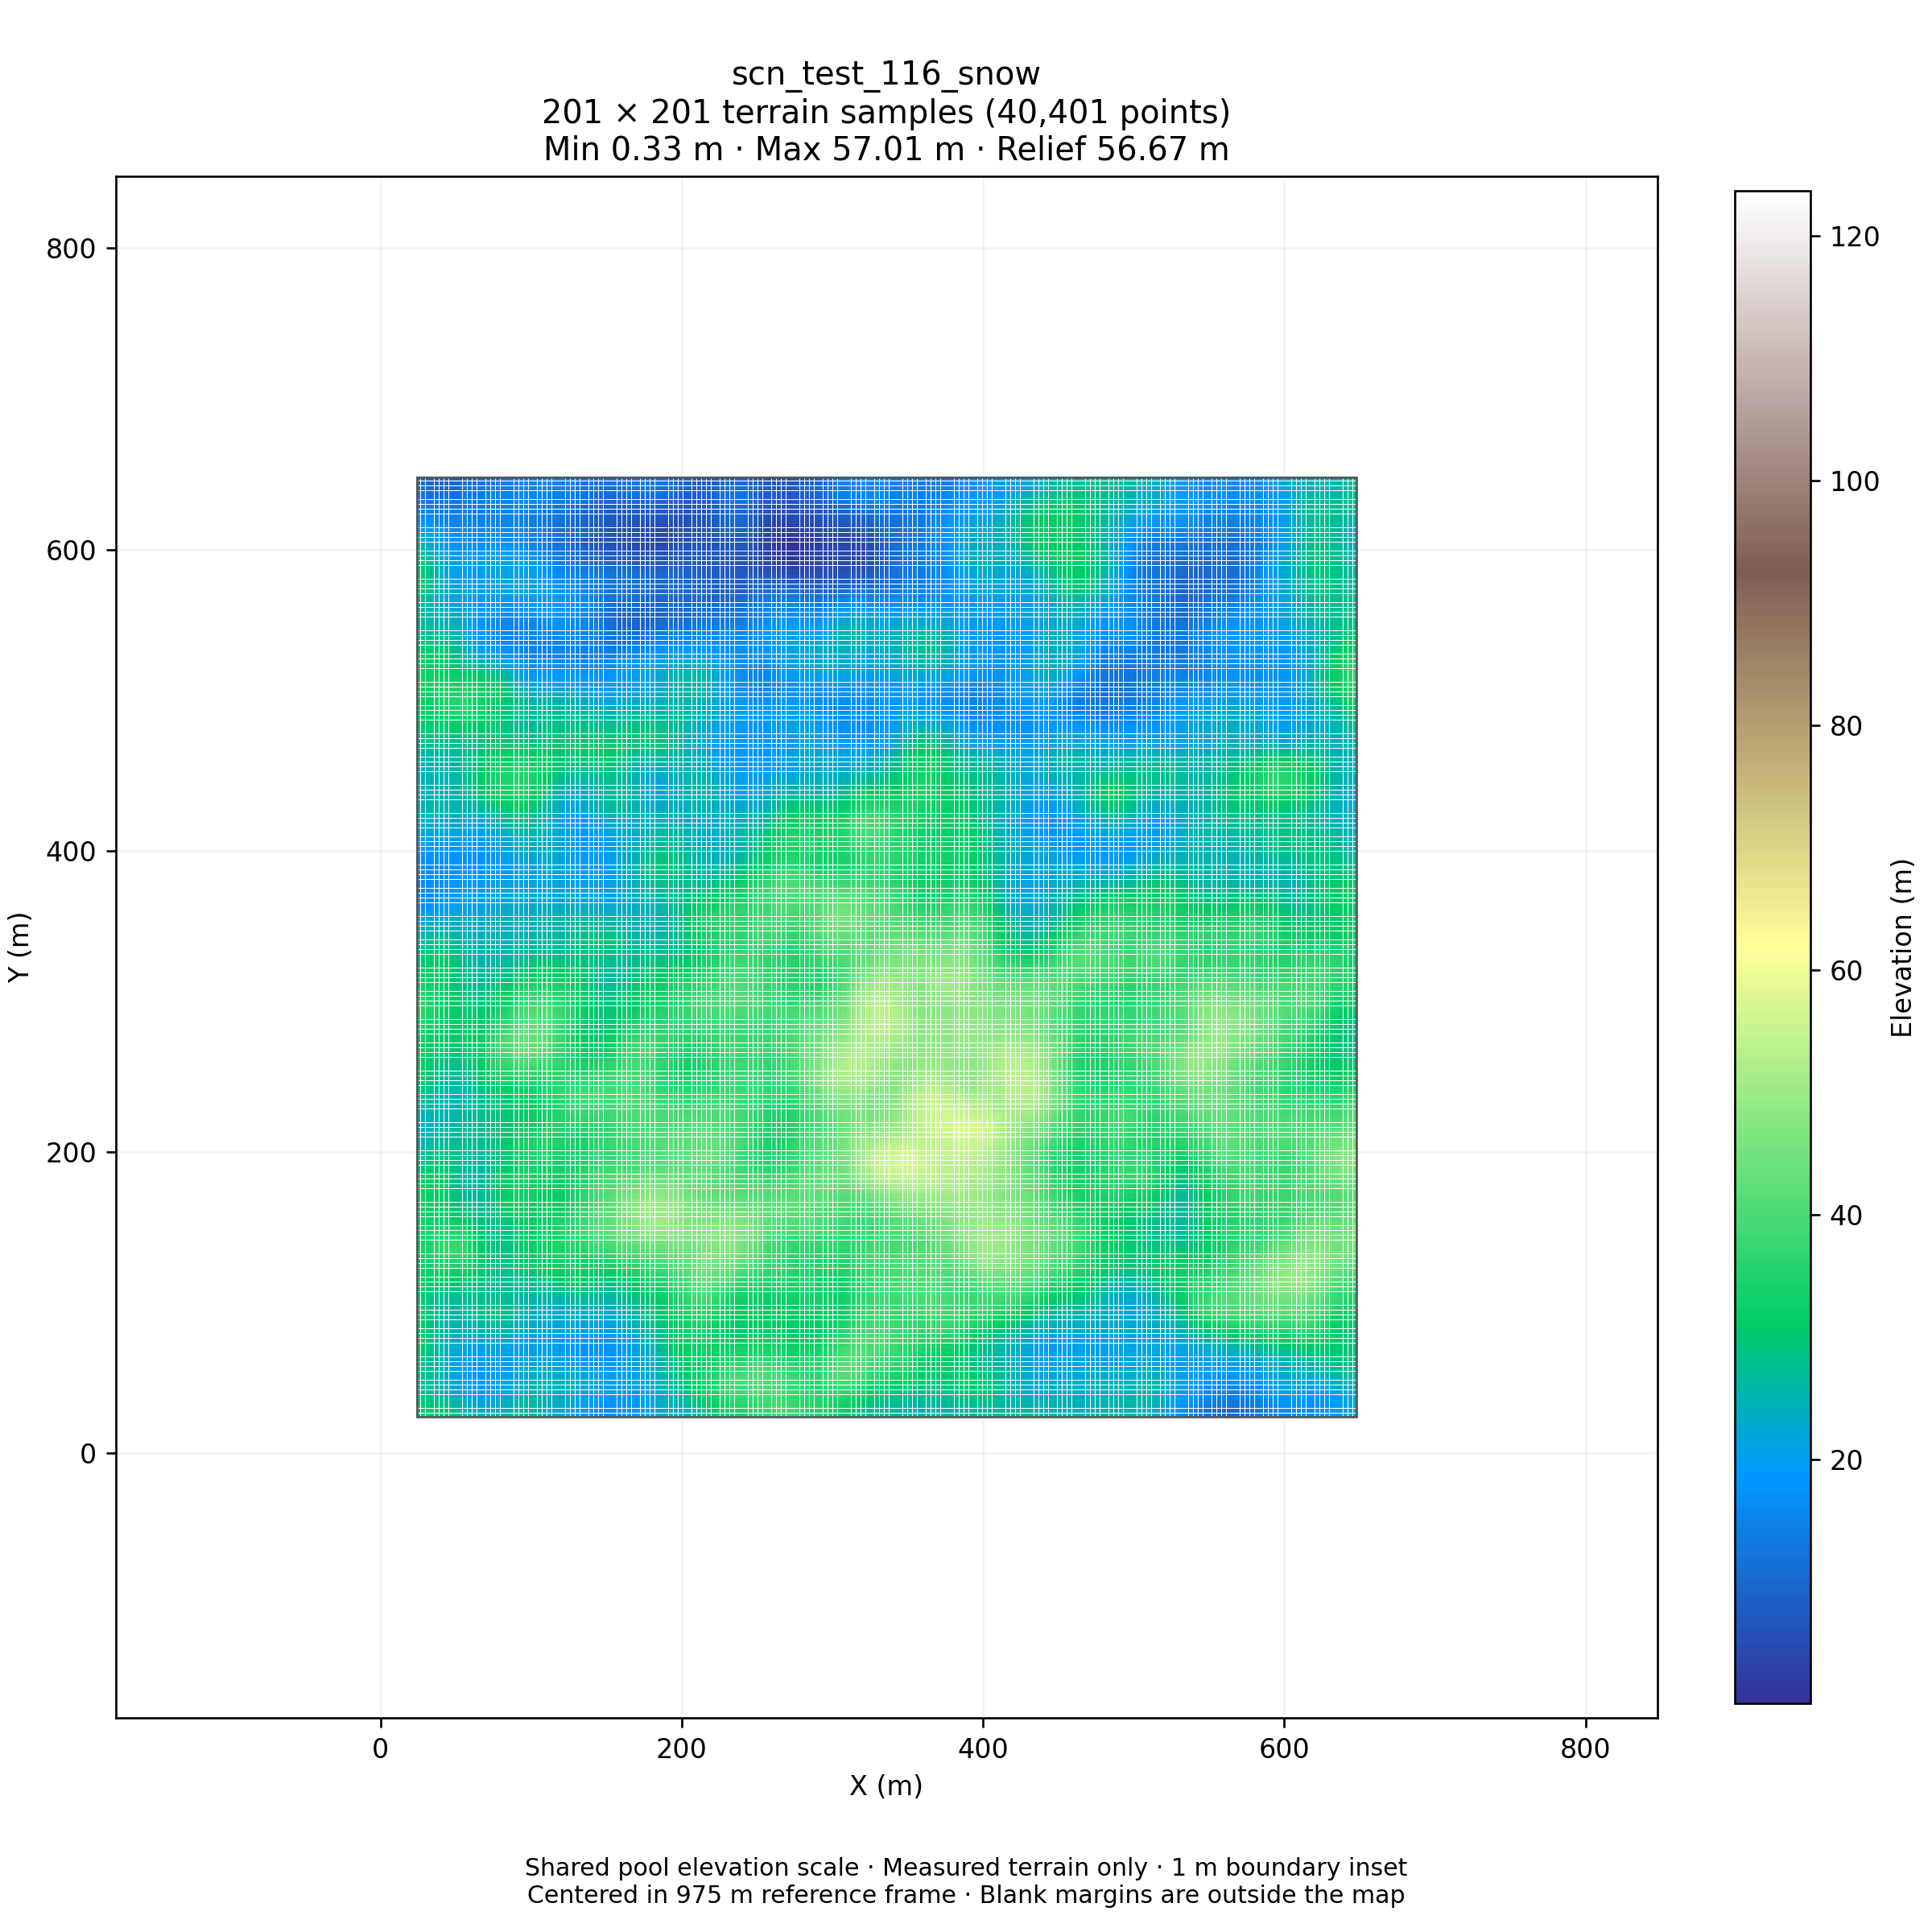 scn_test_116_snow
201 × 201 terrain samples (40,401 points)
Min 0.33 m · Max 57.01 m · Relief 56.67 m
800
600
400
200
0
Y (m)
0
200
400
600
800
X (m)
120
100
80
60
40
20
Elevation (m)
Shared pool elevation scale · Measured terrain only · 1 m boundary inset
Centered in 975 m reference frame · Blank margins are outside the map